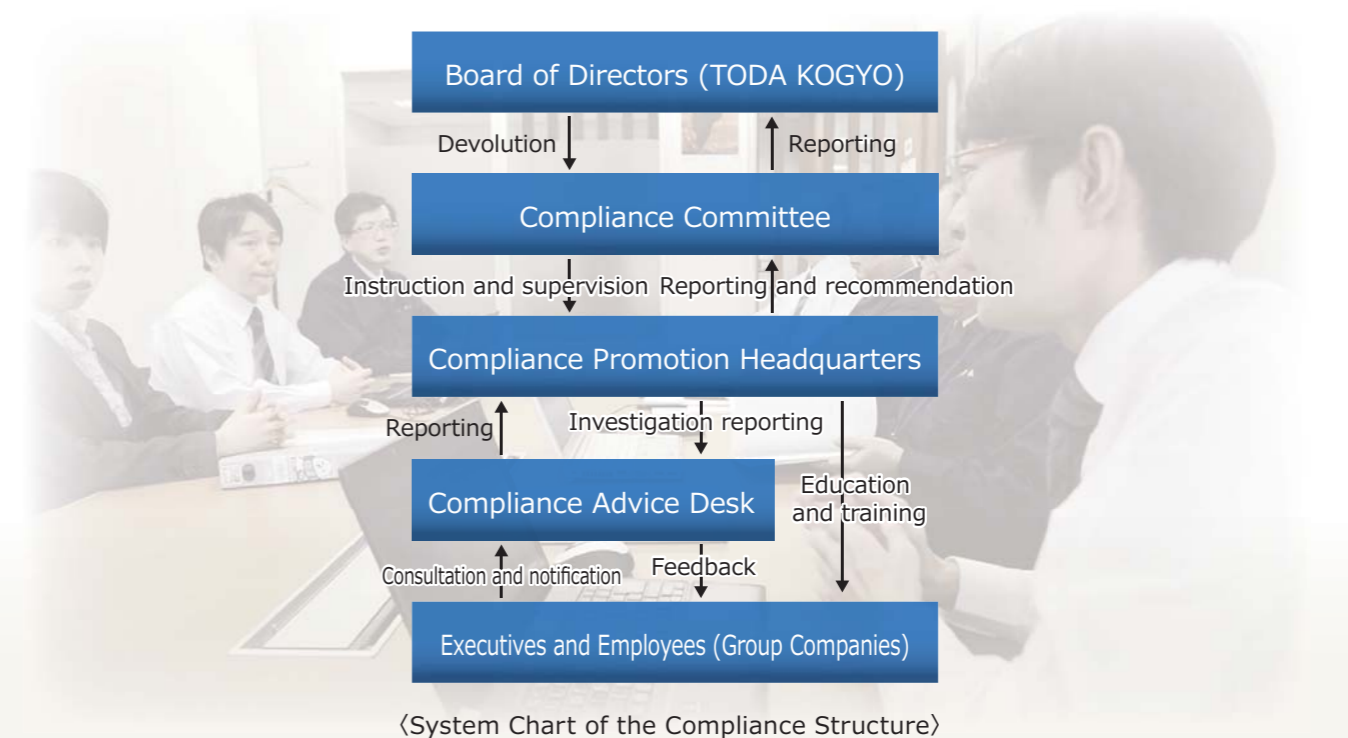 Board of Directors (TODA KOGYO)
Devolution
Reporting
Compliance Committee
Instruction and supervision
Reporting and recommendation
Compliance Promotion Headquarters
Reporting
Investigation reporting
Education
and training
Compliance Advice Desk
Consultation and notification
Feedback
Executives and Employees (Group Companies)
〈System Chart of the Compliance Structure〉